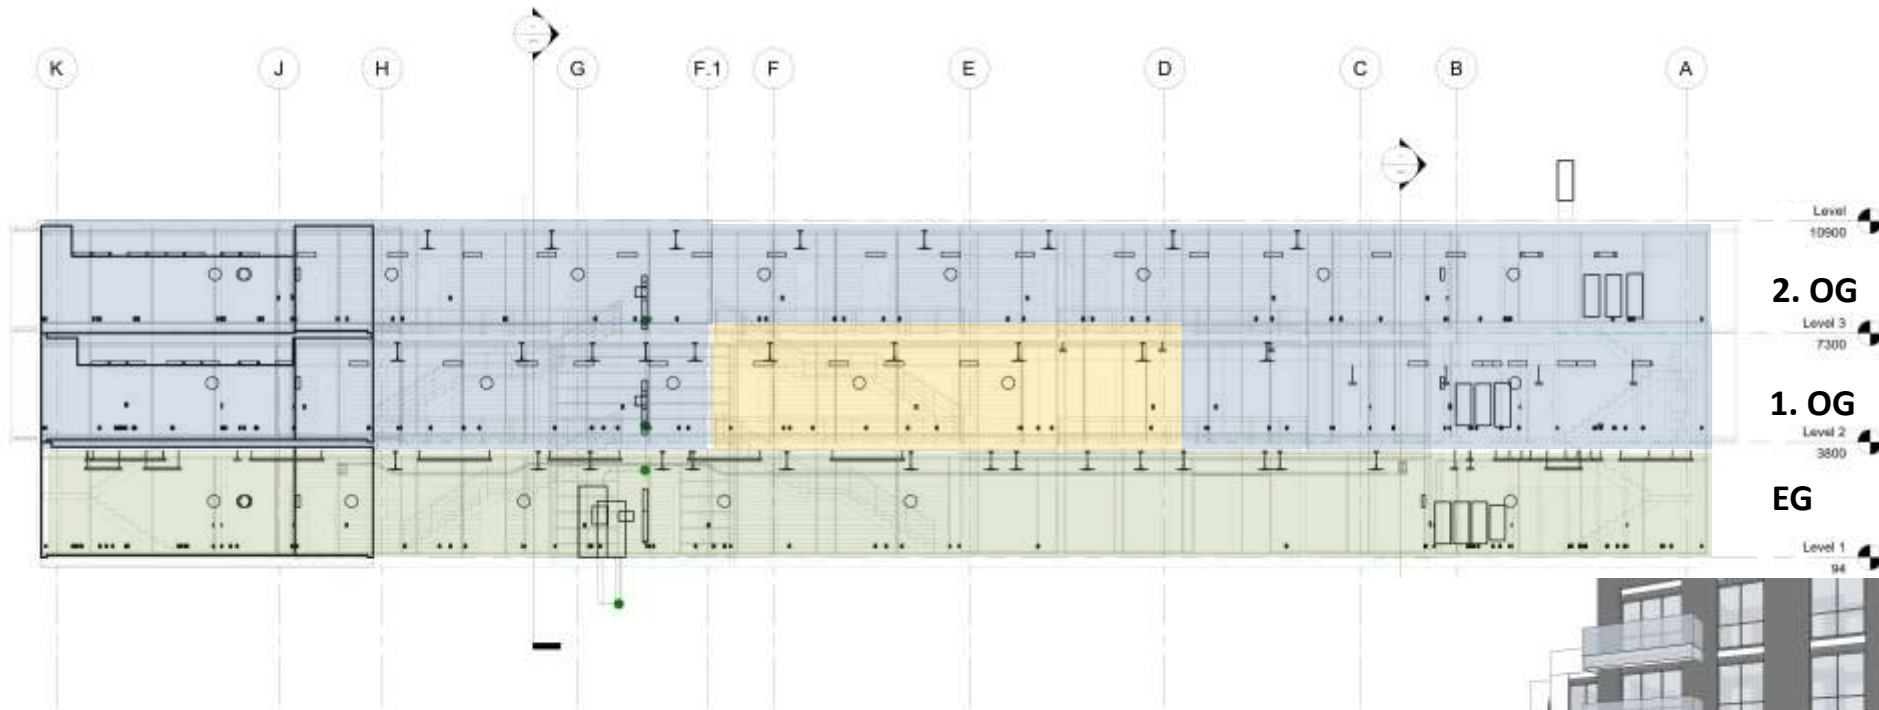 K J H G F.1 F E D C B A
Level
10900
2. OG
Level 3
7300
1. OG
Level 2
3800
EG
Level 1
94